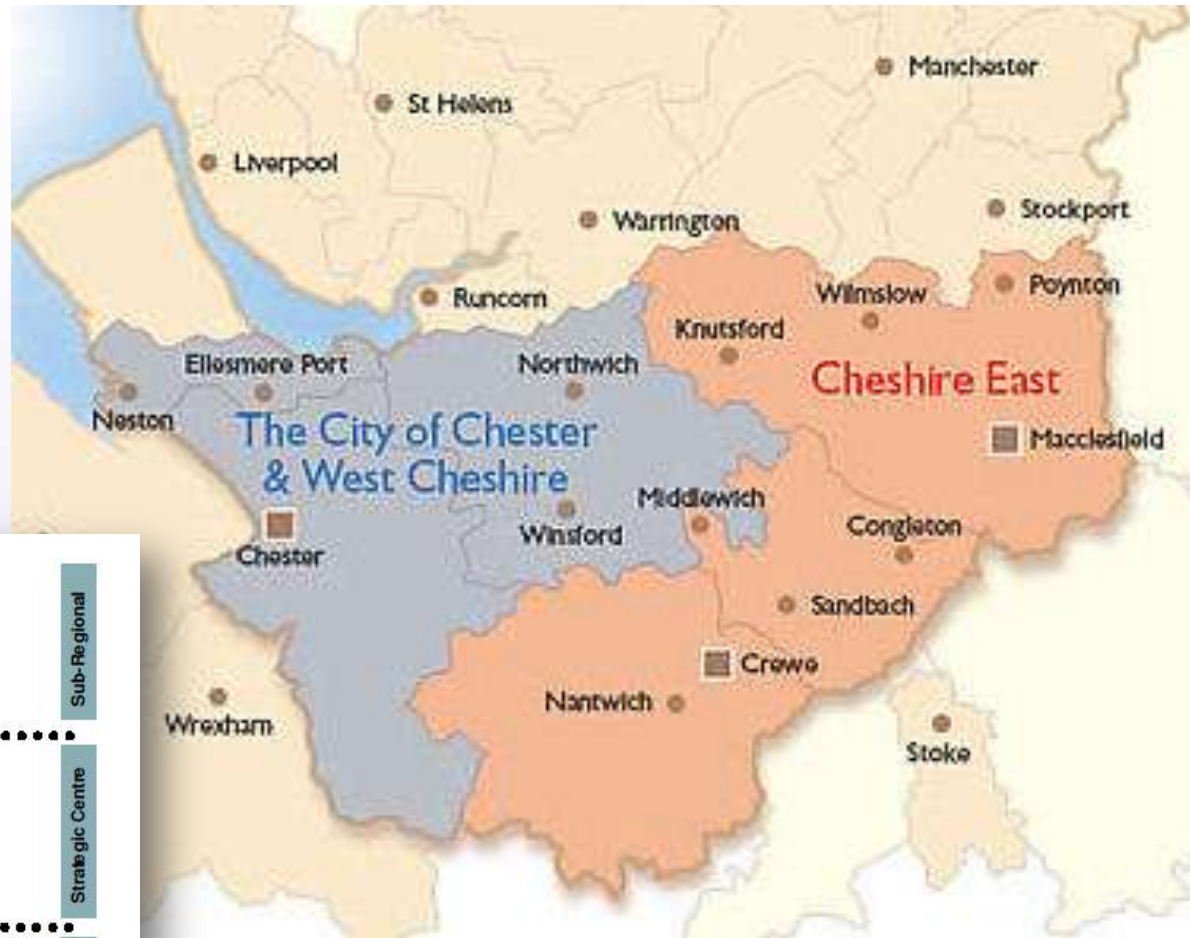 Manchester
St Helens
Liverpool
Stockport
Warrington
Poynton
Runcorn
Wilmslow
Knutsford
Ellesmere Port
Northwich
Cheshire East
Neston
The City of Chester
& West Cheshire
Macclesfield
Middlewich
Winsford
Congleton
Chester
Sandbach
Crewe
Nantwich
Wrexham
Stoke
Sub-Regional
Strategic Centre